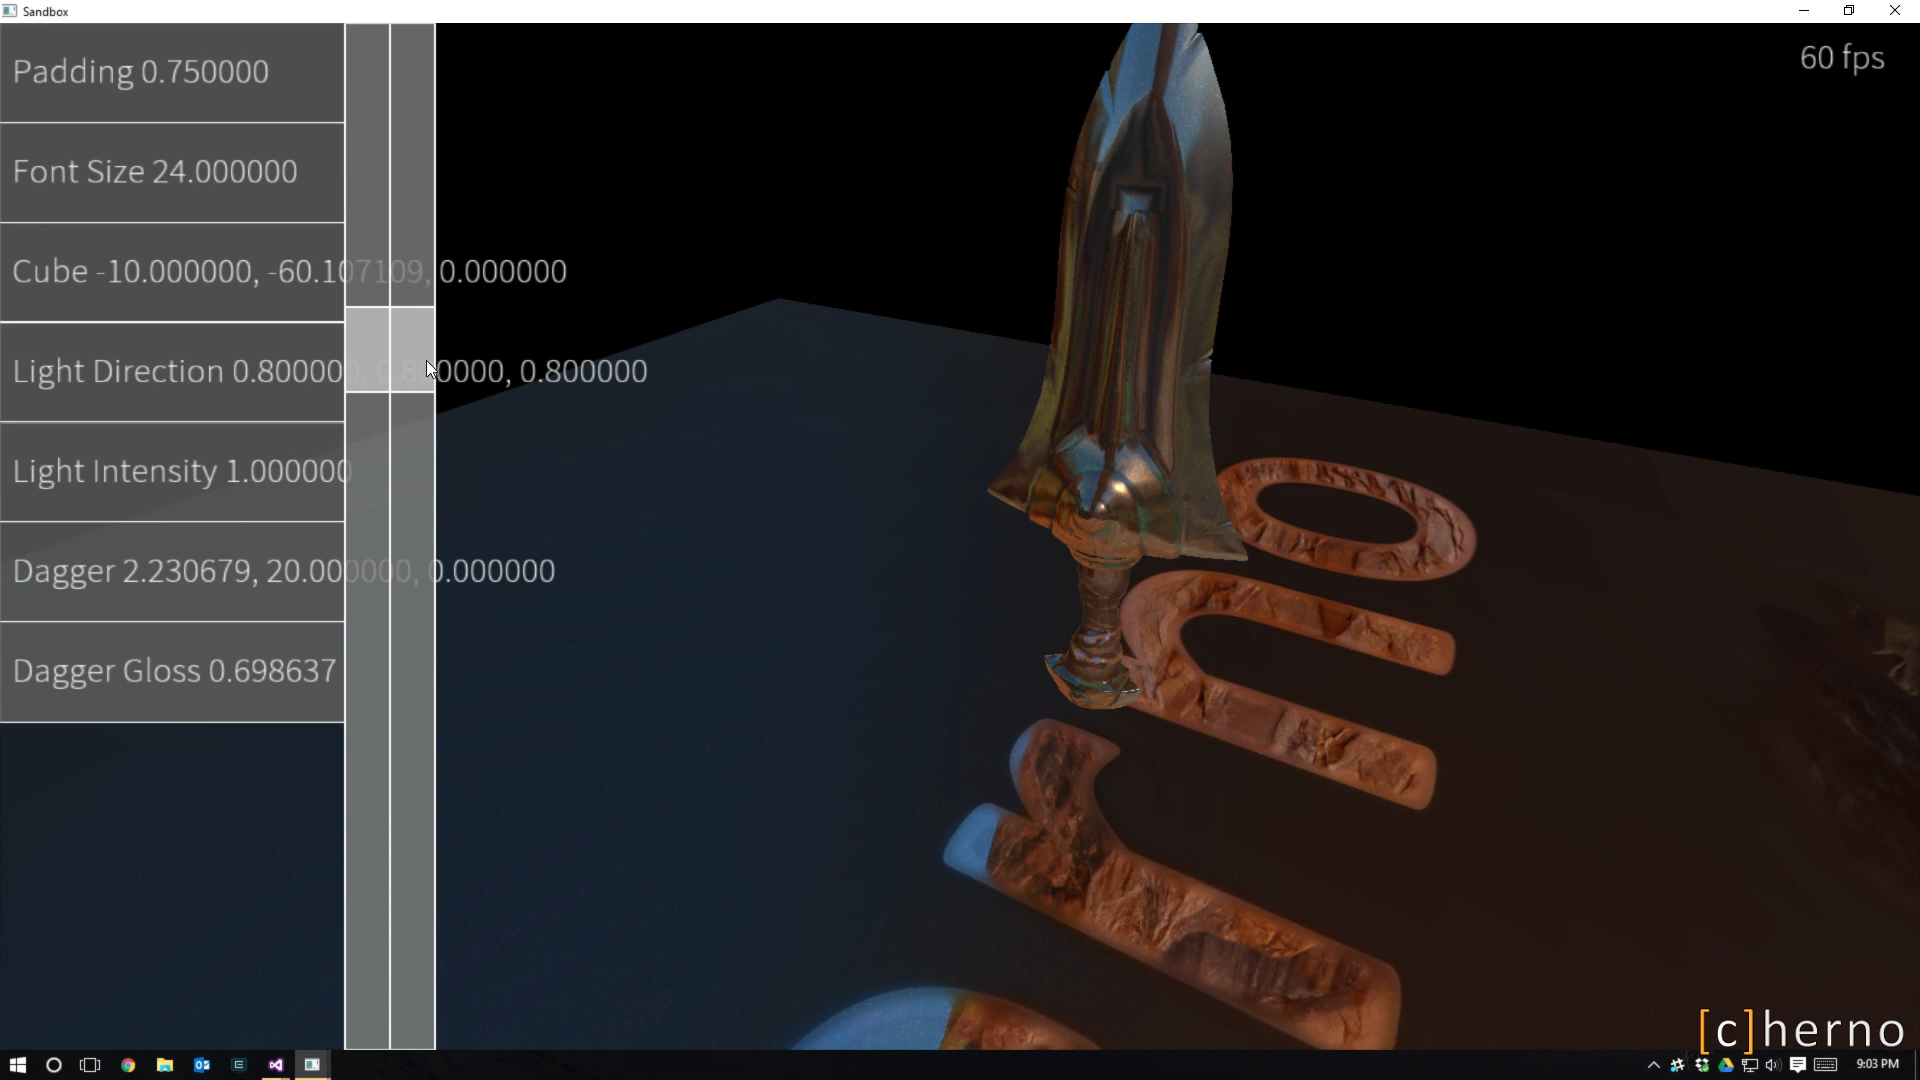 Sandbox
Padding 0.750000
60 fps
Font Size 24.000000
Cube -10.000000, -60.107109, 0.000000
Light Direction 0.800000, 0.800000, 0.800000
Light Intensity 1.000000
Dagger 2.230679, 20.000000, 0.000000
Dagger Gloss 0.698637
erno
[c]herno
9:03 PM